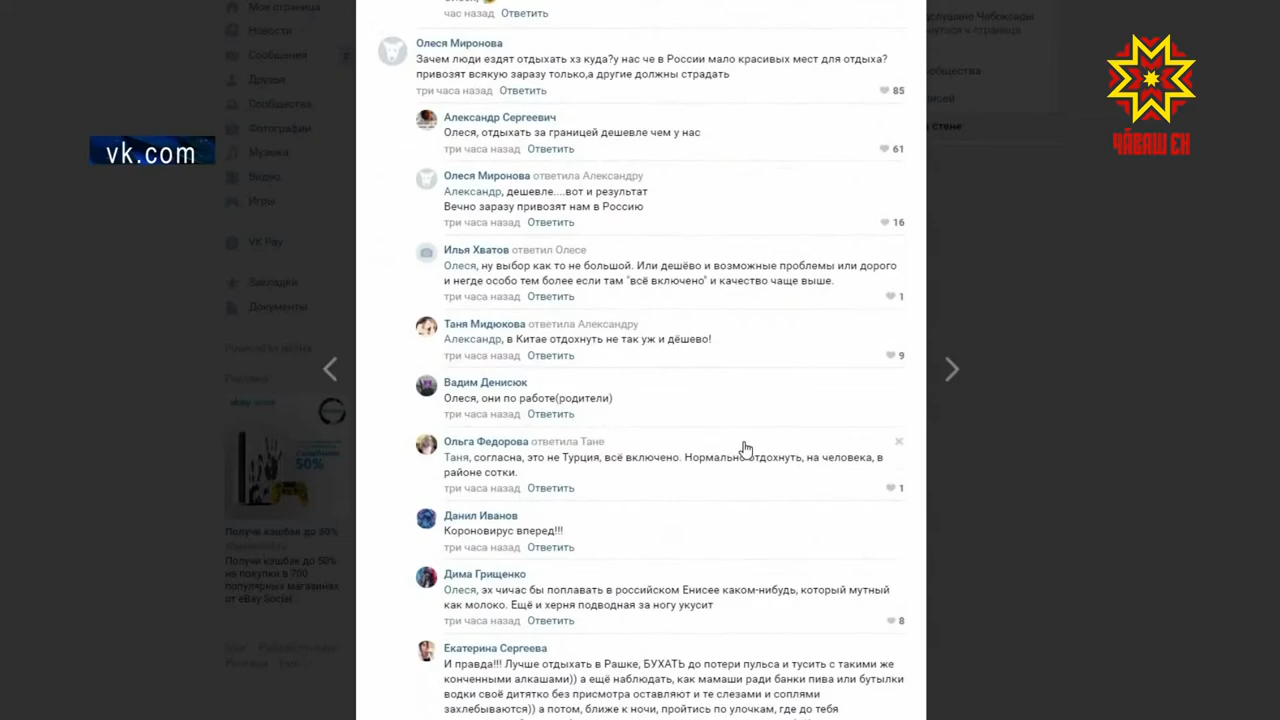 Моя страница
Новости
Сообщения
Друзья
Сообщества
Фотографии
Музыка
Видео
Игры
VK Pay
Закладки
Документы
Реклама
Получи кэшбэк до 50%
Получи кэшбэк до 50%
на покупки в 700
популярных магазинах
от eBay Social
vk.com
час назад Ответить
Олеся Миронова
Зачем люди ездят отдыхать хз куда?у нас че в России мало красивых мест для отдыха?
привозят всякую заразу только,а другие должны страдать
три часа назад Ответить 85
Александр Сергеевич
Олеся, отдыхать за границей дешевле чем у нас
три часа назад Ответить 61
Олеся Миронова ответила Александру
Александр, дешевле....вот и результат
Вечно заразу привозят нам в Россию
три часа назад Ответить 16
Илья Хватов ответил Олесе
Олеся, ну выбор как то не большой. Или дешёво и возможные проблемы или дорого
и негде особо тем более если там "всё включено" и качество чаще выше.
три часа назад Ответить 1
Таня Мидюкова ответила Александру
Александр, в Китае отдохнуть не так уж и дёшево!
три часа назад Ответить 9
Вадим Денисюк
Олеся, они по работе(родители)
три часа назад Ответить
Ольга Федорова ответила Тане
Таня, согласна, это не Турция, всё включено. Нормально отдохнуть, на человека, в
районе сотки.
три часа назад Ответить 1
Данил Иванов
Короновирус вперед!!!
три часа назад Ответить
Дима Грищенко
Олеся, эх чичас бы поплавать в российском Енисее каком-нибудь, который мутный
как молоко. Ещё и херня подводная за ногу укусит
три часа назад Ответить 8
Екатерина Сергеева
И правда!!! Лучше отдыхать в Рашке, БУХАТЬ до потери пульса и тусить с такими же
конченными алкашами)) а ещё наблюдать, как мамаши ради банки пива или бутылки
водки своё дитятко без присмотра оставляют и те слезами и соплями
захлебываются)) а потом, ближе к ночи, пройтись по улочкам, где до тебя
Чебоксары
страница
стене
ЧӐВАШ ЕН